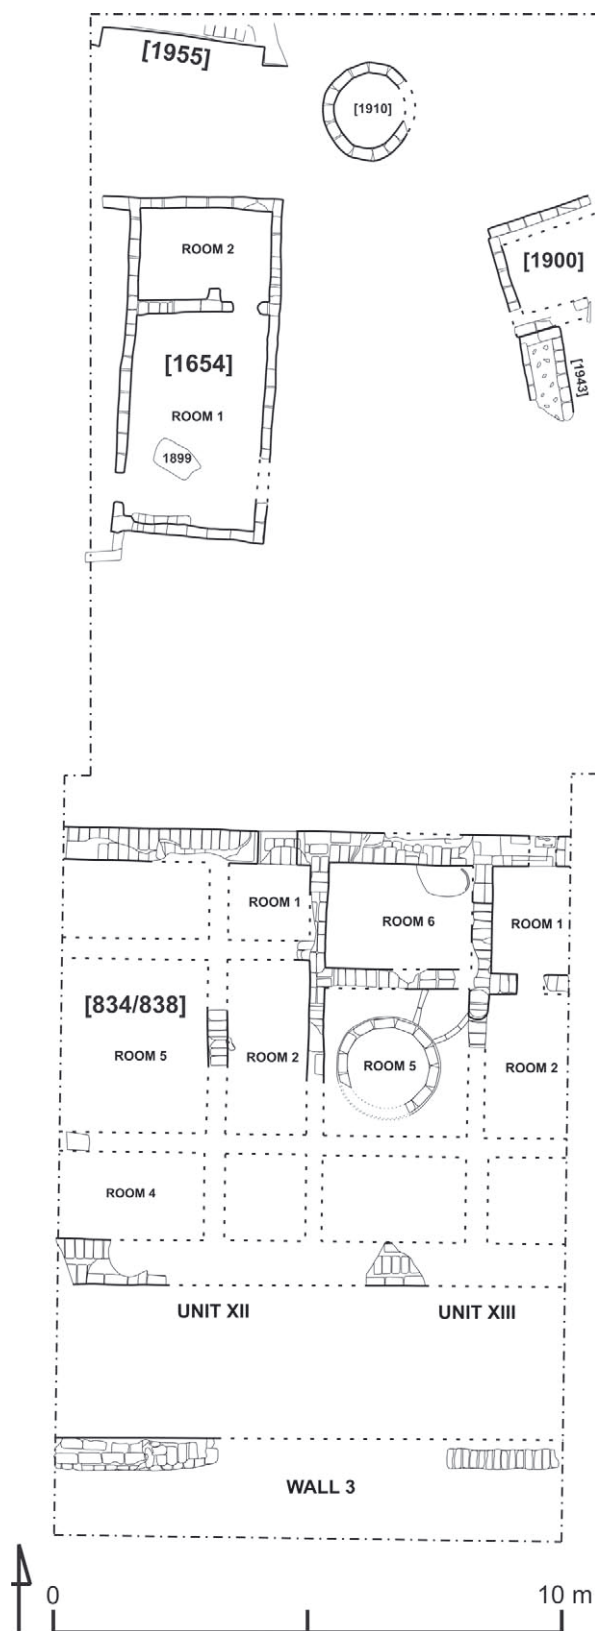 [1955]
[1910]
ROOM 2
[1900]
[1654]
[1943]
ROOM 1
1899
ROOM 1
ROOM 6
ROOM 1
[834/838]
ROOM 5
ROOM 2
ROOM 5
ROOM 2
ROOM 4
UNIT XII
UNIT XIII
WALL 3
0
10 m